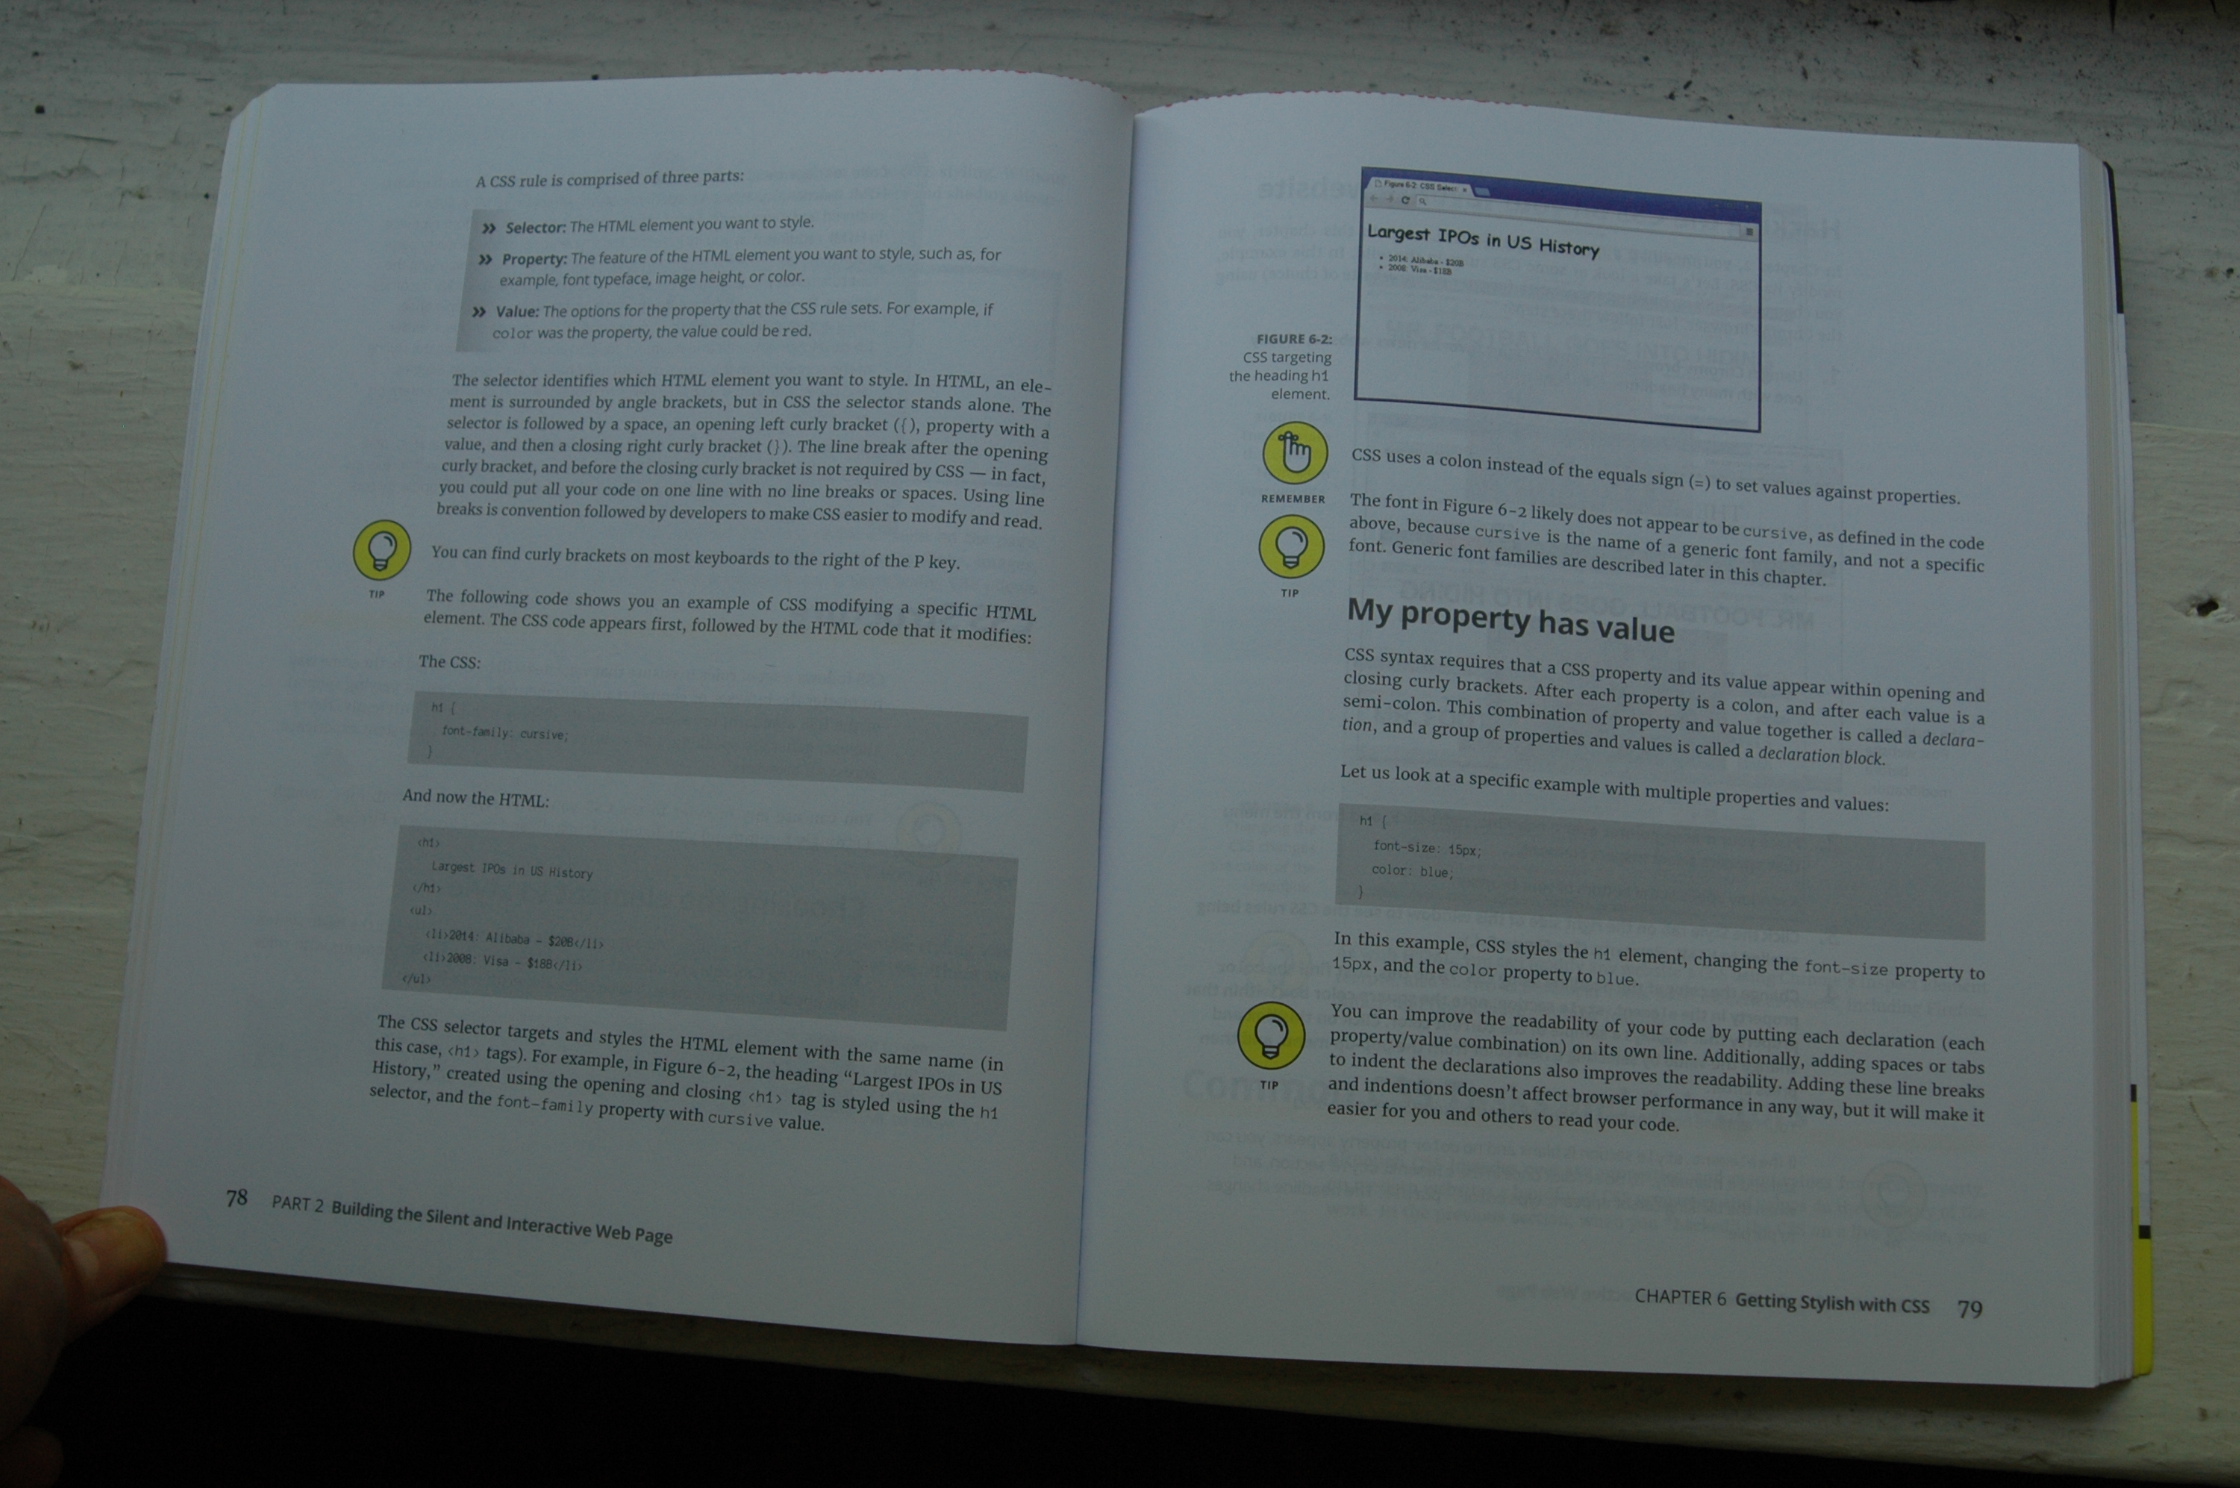 A CSS rule is comprised of three parts:
» Selector: The HTML element you want to style.
» Property: The feature of the HTML element you want to style, such as, for
example, font typeface, image height, or color.
» Value: The options for the property that the CSS rule sets. For example, if
color was the property, the value could be red.
The selector identifies which HTML element you want to style. In HTML, an ele-
ment is surrounded by angle brackets, but in CSS the selector stands alone. The
selector is followed by a space, an opening left curly bracket ({), property with a
value, and then a closing right curly bracket (}). The line break after the opening
curly bracket, and before the closing curly bracket is not required by CSS — in fact,
you could put all your code on one line with no line breaks or spaces. Using line
breaks is convention followed by developers to make CSS easier to modify and read.
You can find curly brackets on most keyboards to the right of the P key.
TIP
The following code shows you an example of CSS modifying a specific HTML
element. The CSS code appears first, followed by the HTML code that it modifies:
The CSS:
h1 {
font-family: cursive;
}
And now the HTML:
<h1>
Largest IPOs in US History
</h1>
<ul>
<li>2014: Alibaba - $20B</li>
<li>2008: Visa - $18B</li>
</ul>
The CSS selector targets and styles the HTML element with the same name (in
this case, <h1> tags). For example, in Figure 6-2, the heading “Largest IPOs in US
History,” created using the opening and closing <h1> tag is styled using the h1
selector, and the font-family property with cursive value.
78 PART 2 Building the Silent and Interactive Web Page
Figure 6-2: CSS Select
Largest IPOs in US History
• 2014: Alibaba - $20B
• 2008: Visa - $18B
FIGURE 6-2:
CSS targeting
the heading h1
element.
CSS uses a colon instead of the equals sign (=) to set values against properties.
REMEMBER
The font in Figure 6-2 likely does not appear to be cursive, as defined in the code
above, because cursive is the name of a generic font family, and not a specific
font. Generic font families are described later in this chapter.
TIP
My property has value
CSS syntax requires that a CSS property and its value appear within opening and
closing curly brackets. After each property is a colon, and after each value is a
semi-colon. This combination of property and value together is called a declara-
tion, and a group of properties and values is called a declaration block.
Let us look at a specific example with multiple properties and values:
h1 {
font-size: 15px;
color: blue;
}
In this example, CSS styles the h1 element, changing the font-size property to
15px, and the color property to blue.
You can improve the readability of your code by putting each declaration (each
property/value combination) on its own line. Additionally, adding spaces or tabs
to indent the declarations also improves the readability. Adding these line breaks
and indentions doesn't affect browser performance in any way, but it will make it
easier for you and others to read your code.
TIP
CHAPTER 6 Getting Stylish with CSS 79